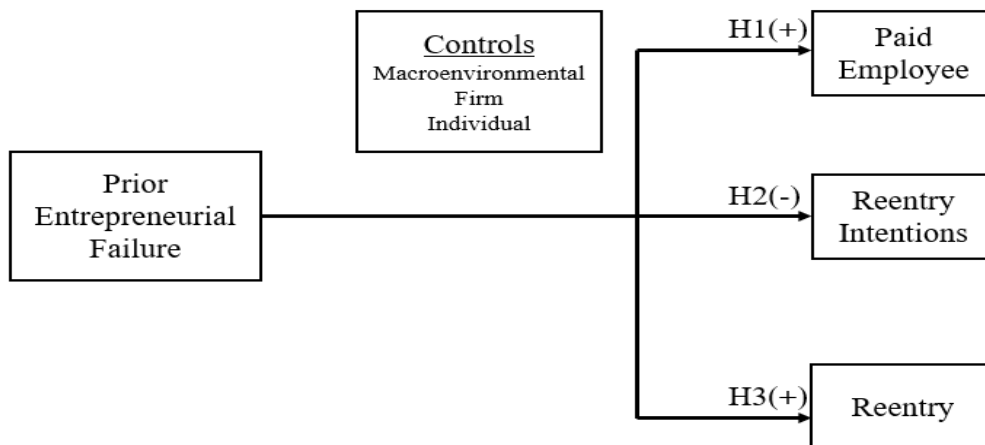 Controls
Macroenvironmental
Firm
Individual
Prior
Entrepreneurial
Failure
H1(+)
Paid
Employee
H2(-)
Reentry
Intentions
H3(+)
Reentry